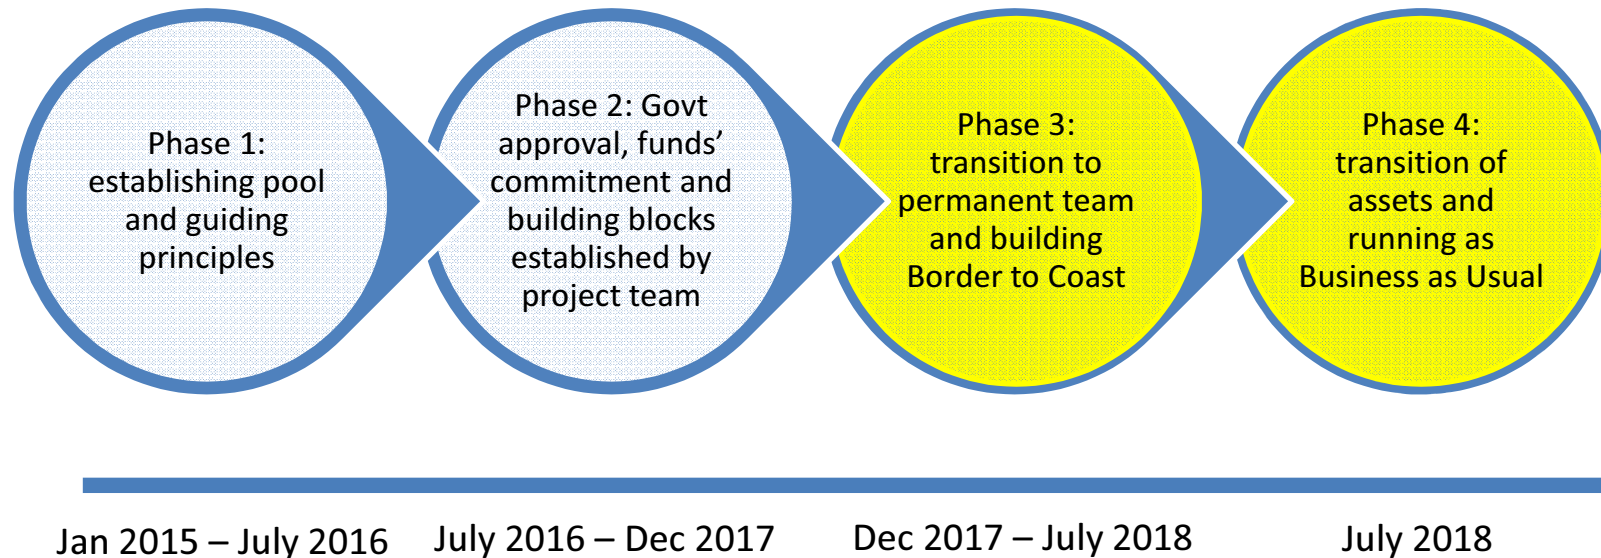 Phase 1:
establishing pool
and guiding
principles
Phase 2: Govt
approval, funds’
commitment and
building blocks
established by
project team
Phase 3:
transition to
permanent team
and building
Border to Coast
Phase 4:
transition of
assets and
running as
Business as Usual
Jan 2015 – July 2016
July 2016 – Dec 2017
Dec 2017 – July 2018
July 2018